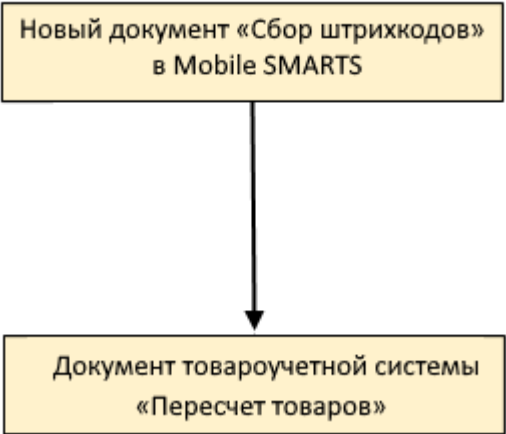 Новый документ «Сбор штрихкодов»
в Mobile SMARTS
Документ товароучетной системы
«Пересчет товаров»